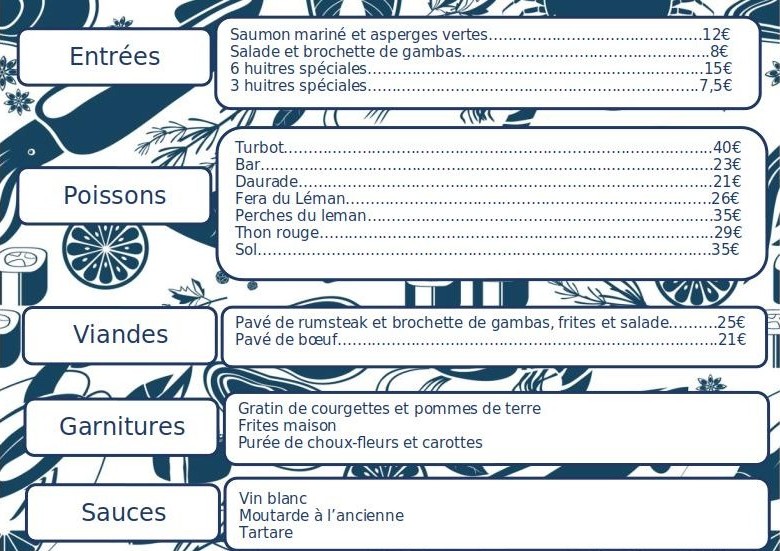 Entrées
Saumon mariné et asperges vertes.......................................................12€
Salade et brochette de gambas................................................................8€
6 huitres spéciales.......................................................................................15€
3 huitres spéciales.....................................................................................7,5€
Poissons
Turbot..............................................................................................................40€
Bar....................................................................................................................23€
Daurade..........................................................................................................21€
Fera du Léman..............................................................................................26€
Perches du leman.........................................................................................35€
Thon rouge.....................................................................................................29€
Sol.....................................................................................................................35€
Viandes
Pavé de rumsteak et brochette de gambas, frites et salade..........25€
Pavé de bœuf..................................................................................................21€
Garnitures
Gratin de courgettes et pommes de terre
Frites maison
Purée de choux-fleurs et carottes
Sauces
Vin blanc
Moutarde à l’ancienne
Tartare